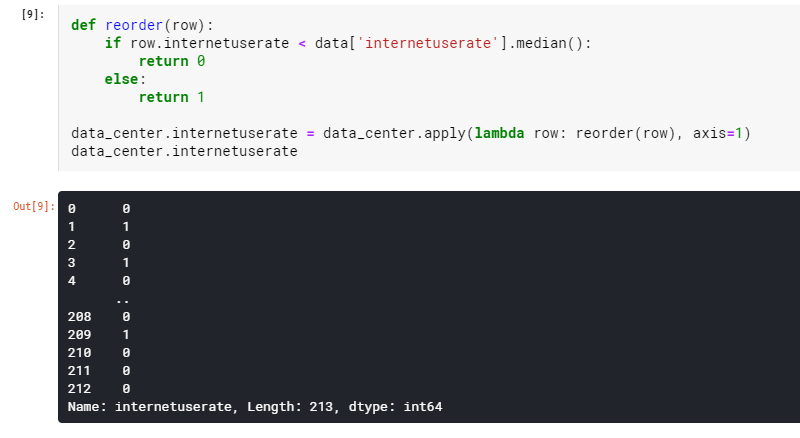 [9]:
def reorder(row):
    if row.internetuserate < data['internetuserate'].median():
        return 0
    else:
        return 1

data_center.internetuserate = data_center.apply(lambda row: reorder(row), axis=1)
data_center.internetuserate
Out[9]:
0      0
1      1
2      0
3      1
4      0
      ..
208    0
209    1
210    0
211    0
212    0
Name: internetuserate, Length: 213, dtype: int64